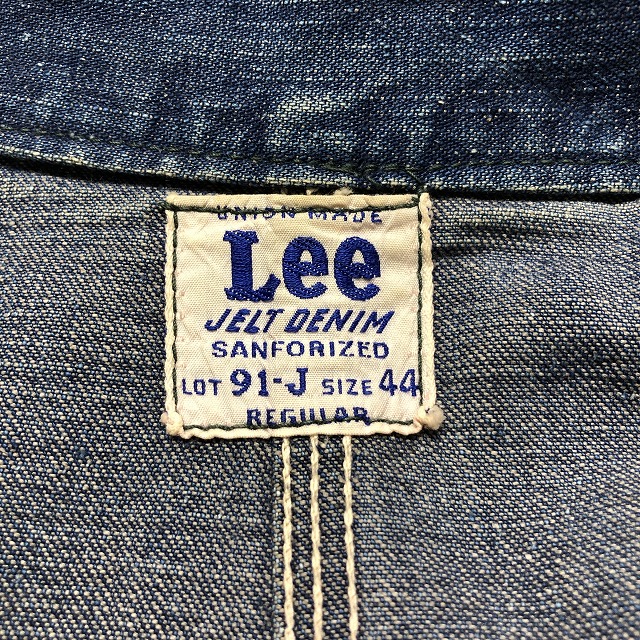 UNION MADE
Lee
JELT DENIM
SANFORIZED
LOT 91-J SIZE 44
REGULAR